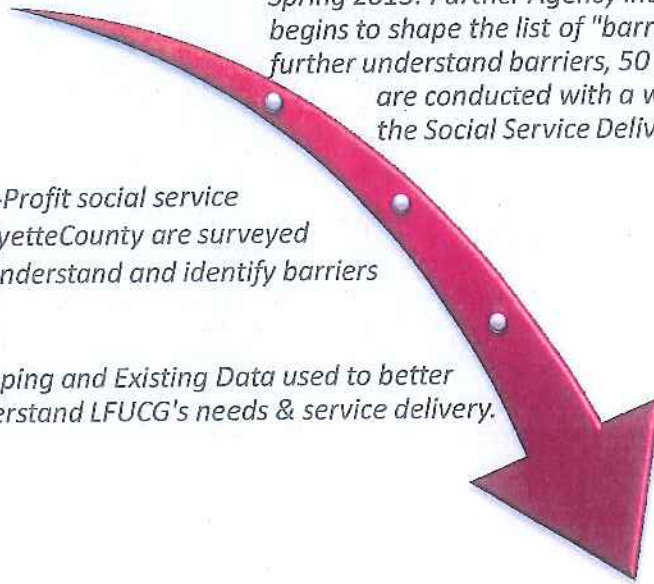 begins to shape the list of "barr
further understand barriers, 50
are conducted with a w
the Social Service Deliv
-Profit social service
yetteCounty are surveyed
nderstand and identify barriers
ping and Existing Data used to better
erstand LFUCG's needs & service delivery.